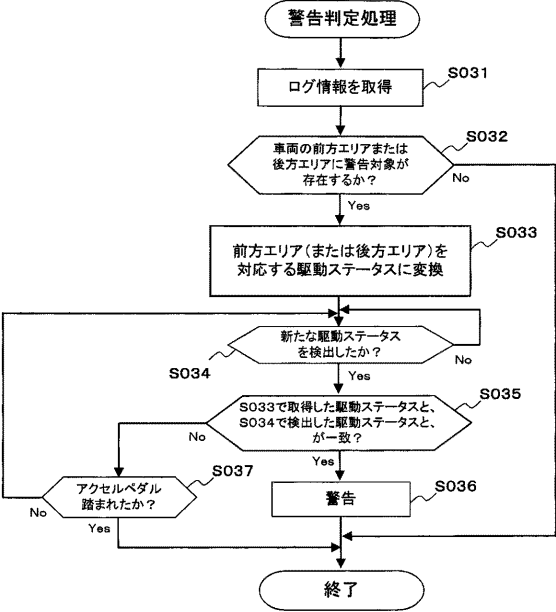 警告判定処理
S031
ログ情報を取得
S032
車両の前方エリアまたは
後方エリアに警告対象が
存在するか？
No
Yes
S033
前方エリア（または後方エリア）を
対応する駆動ステータスに変換
新たな駆動ステータス
を検出したか？
No
S034
Yes
S035
S033で取得した駆動ステータスと、
S034で検出した駆動ステータスと、
が一致？
No
Yes
S037
アクセルペダル
踏まれたか？
No
Yes
S036
警告
終了